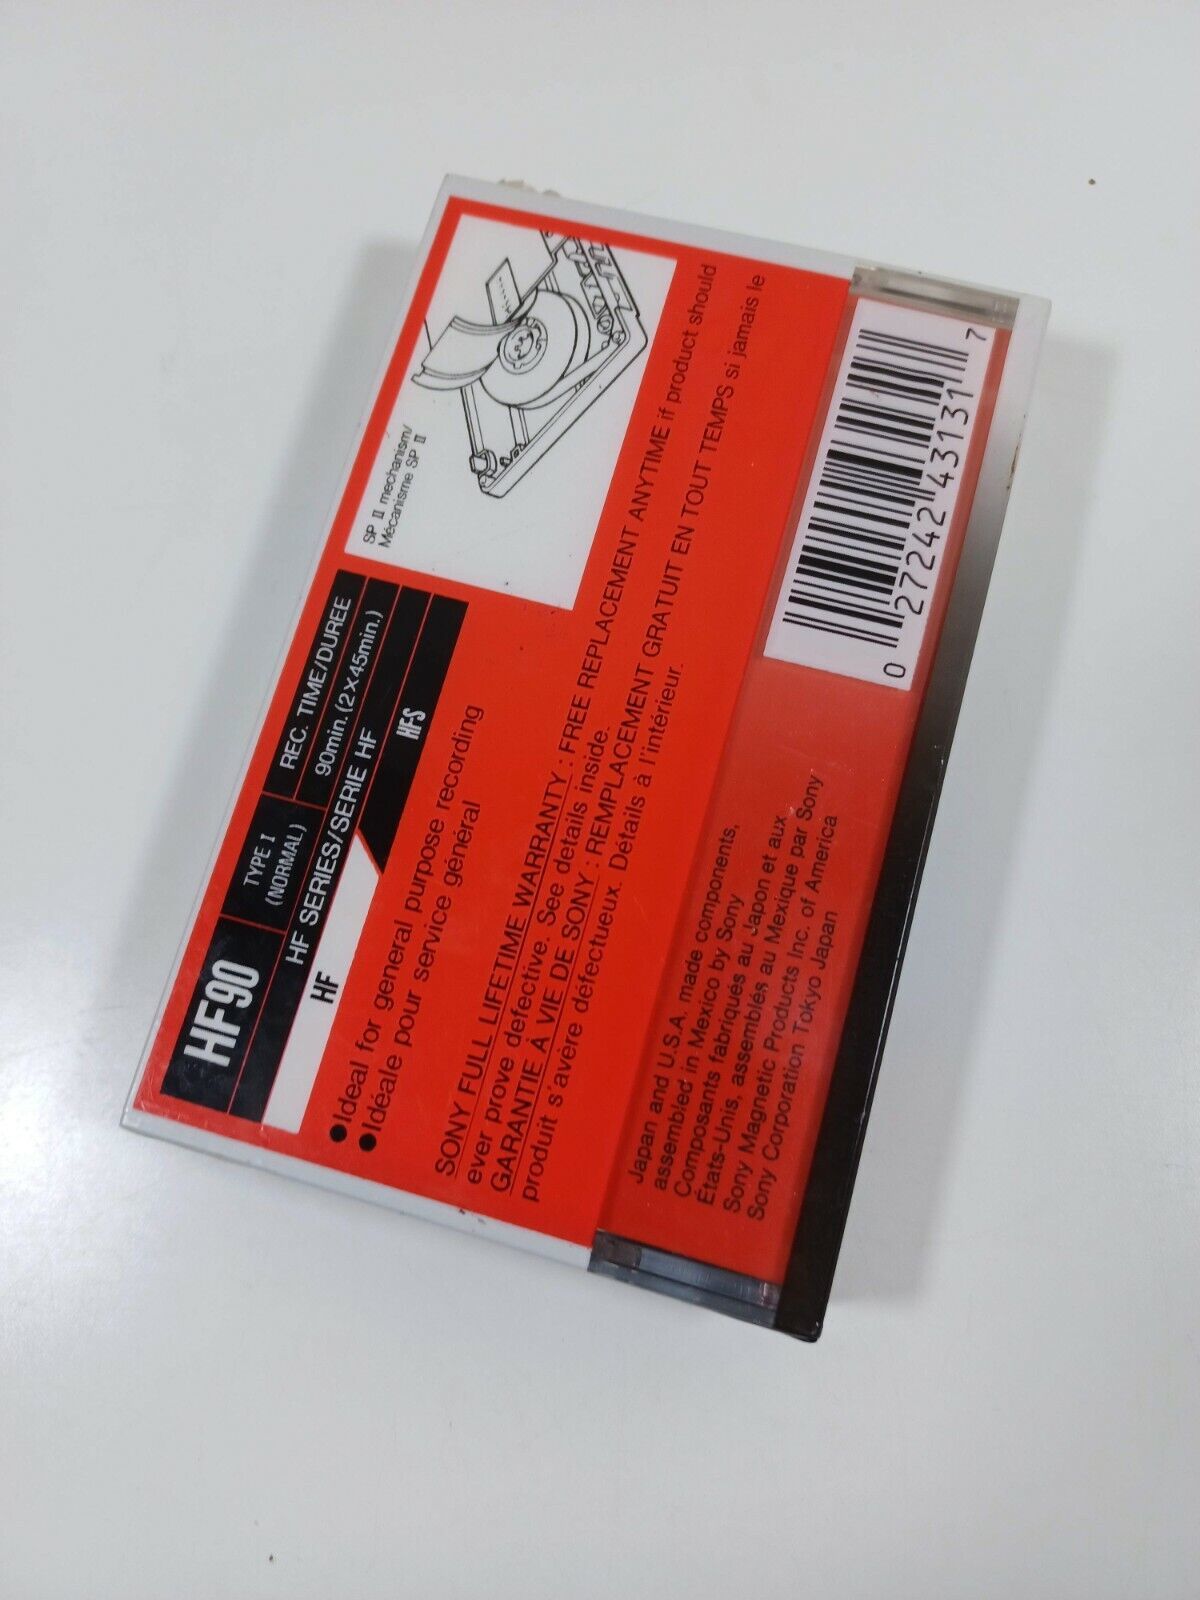 HF90
TYPE I
(NORMAL)
REC. TIME/DUREE
90min. (2×45min.)
HF SERIES/SERIE HF
HF
HFS
SP II mechanism/
Mécanisme SP II
●Ideal for general purpose recording
●Idéale pour service général
SONY FULL LIFETIME WARRANTY : FREE REPLACEMENT ANYTIME if product should
ever prove defective. See details inside.
GARANTIE À VIE DE SONY : REMPLACEMENT GRATUIT EN TOUT TEMPS si jamais le
produit s'avère défectueux. Détails à l'intérieur.
Japan and U.S.A. made components,
assembled in Mexico by Sony
Composants fabriqués au Japon et aux
États-Unis, assemblés au Mexique par Sony
Sony Magnetic Products Inc. of America
Sony Corporation Tokyo Japan
0 27242 43131 7